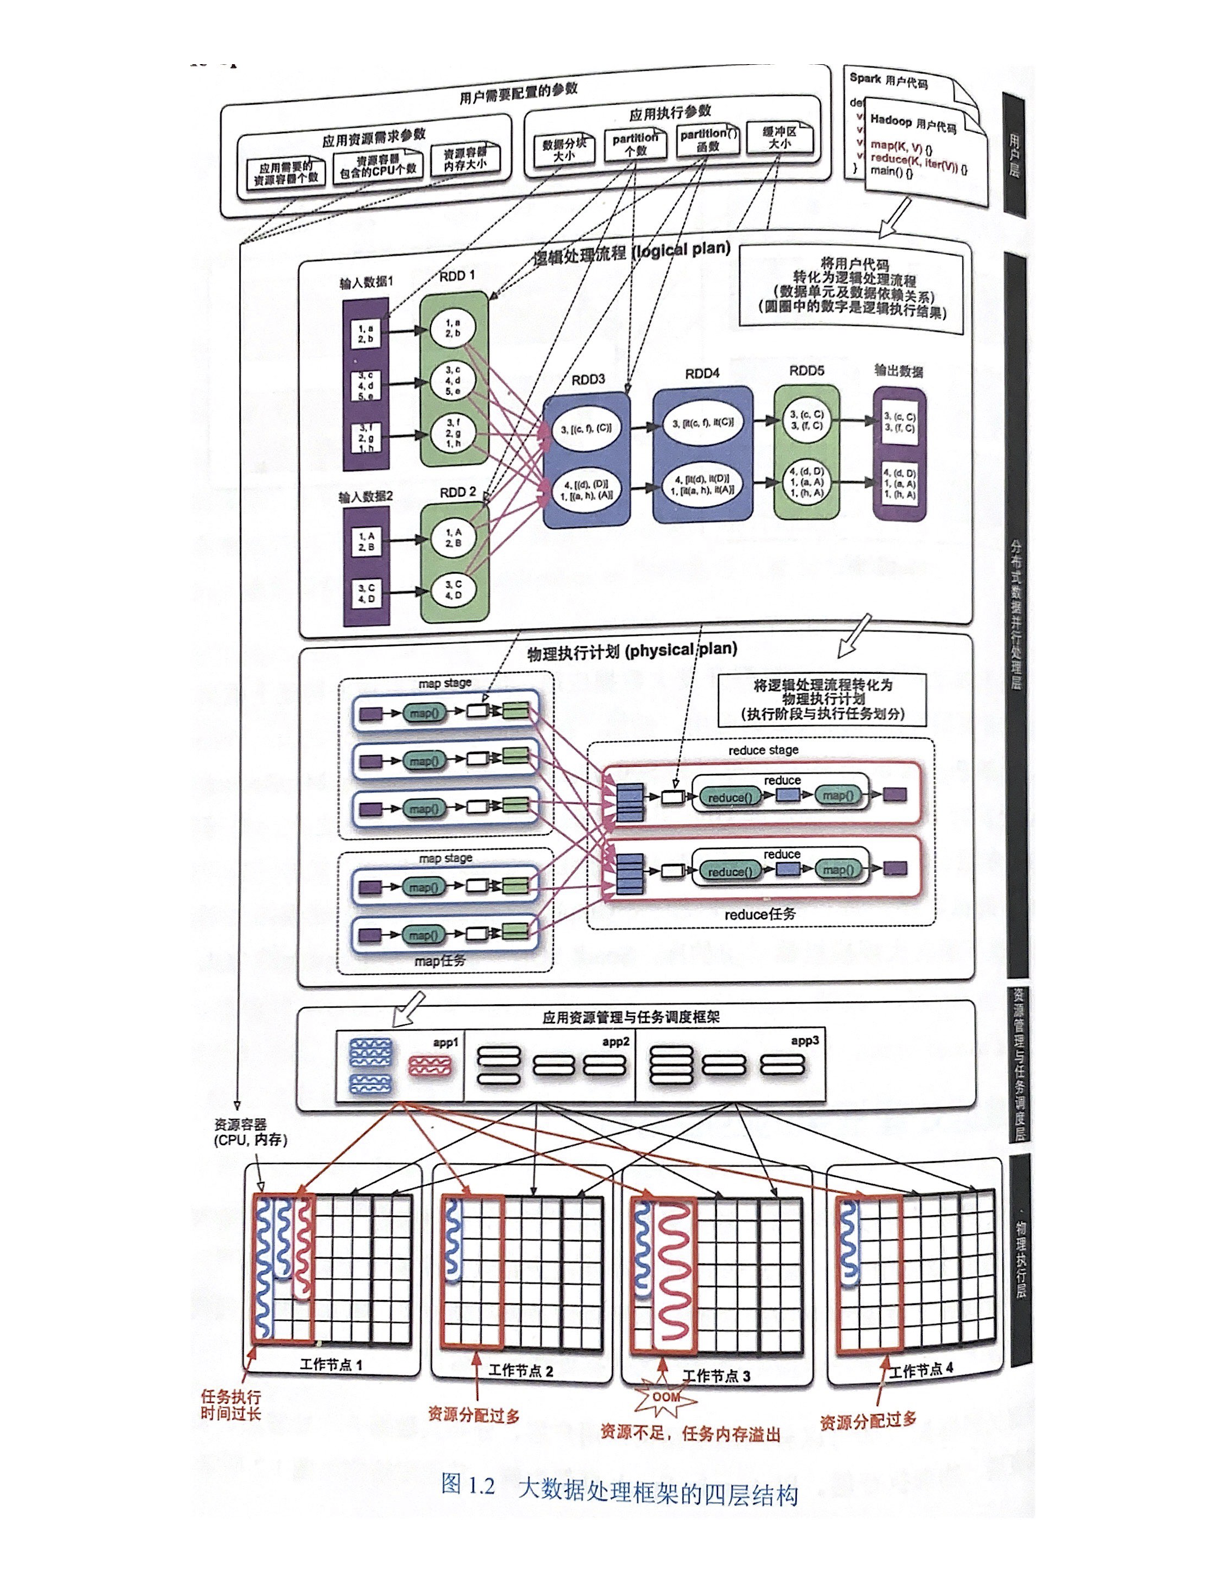 用户需要配置的参数
应用资源需求参数
应用需要的
资源容器个数
资源容器
包含的CPU个数
资源容器
内存大小
应用执行参数
数据分块
大小
partition
个数
partition()
函数
缓冲区
大小
Spark 用户代码
def
Hadoop 用户代码
map(K, V) {}
reduce(K, iter(V)) {}
main() {}
}
用户层
逻辑处理流程 (logical plan)
将用户代码
转化为逻辑处理流程
(数据单元及数据依赖关系)
(圆圈中的数字是逻辑执行结果)
输入数据1
1, a
2, b
3, c
4, d
5, e
3, f
2, g
1, h
RDD 1
1, a
2, b
3, c
4, d
5, e
3, f
2, g
1, h
输入数据2
1, A
2, B
3, C
4, D
RDD 2
1, A
2, B
3, C
4, D
RDD3
3, [(c, f), (C)]
4, [(d), (D)]
1, [(a, h), (A)]
RDD4
3, [it(c, f), it(C)]
4, [it(d), it(D)]
1, [it(a, h), it(A)]
RDD5
3, (c, C)
3, (f, C)
4, (d, D)
1, (a, A)
1, (h, A)
输出数据
3, (c, C)
3, (f, C)
4, (d, D)
1, (a, A)
1, (h, A)
分布式数据并行处理层
物理执行计划 (physical plan)
将逻辑处理流程转化为
物理执行计划
(执行阶段与执行任务划分)
map stage
map()
map()
map()
map stage
map()
map()
map任务
reduce stage
reduce
reduce()
map()
reduce
reduce()
map()
reduce任务
应用资源管理与任务调度框架
app1
app2
app3
资源管理与任务调度层
资源容器
(CPU, 内存)
工作节点 1
工作节点 2
工作节点 3
工作节点 4
物理执行层
任务执行
时间过长
资源分配过多
OOM
资源不足，任务内存溢出
资源分配过多
图 1.2 大数据处理框架的四层结构